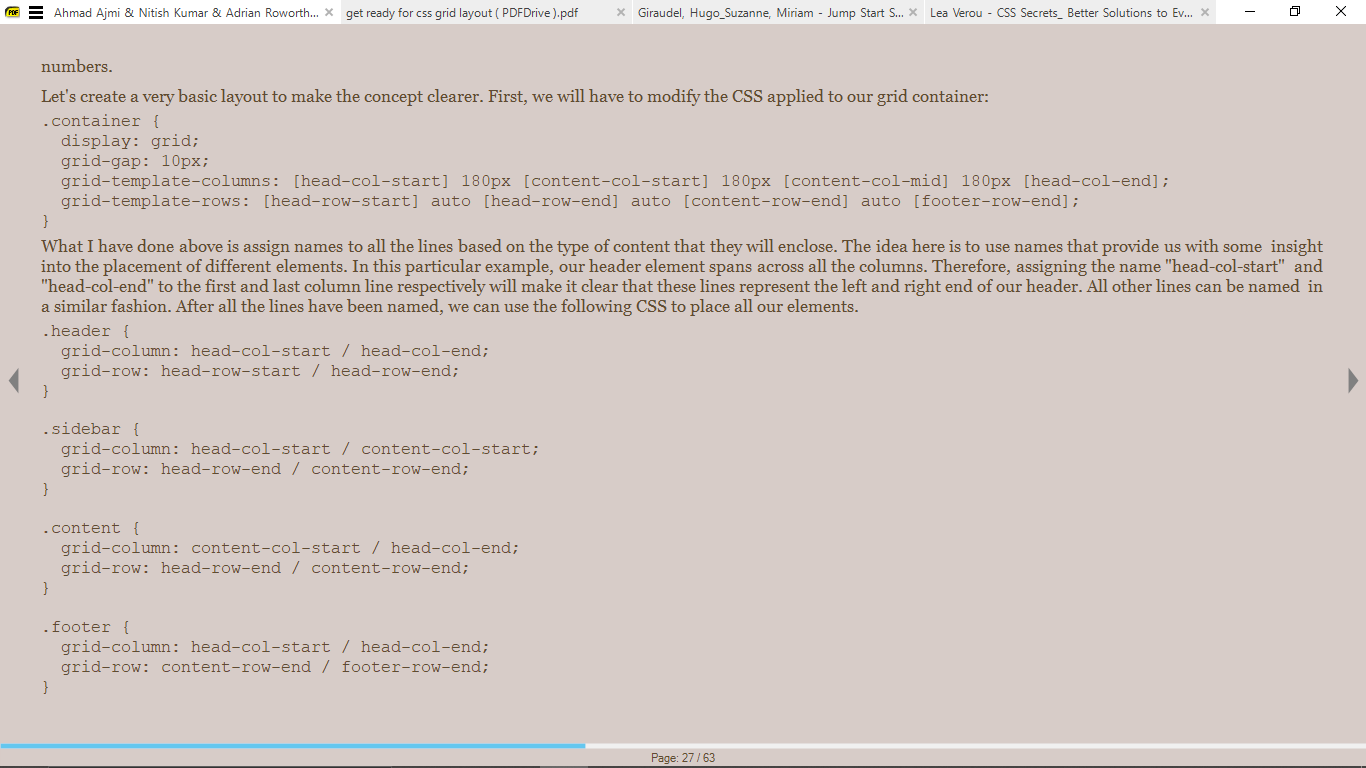 PDF Ahmad Ajmi & Nitish Kumar & Adrian Roworth... × get ready for css grid layout ( PDFDrive ).pdf × Giraudel, Hugo_Suzanne, Miriam - Jump Start S... × Lea Verou - CSS Secrets_ Better Solutions to Ev... ×
numbers.
Let's create a very basic layout to make the concept clearer. First, we will have to modify the CSS applied to our grid container:
.container {
  display: grid;
  grid-gap: 10px;
  grid-template-columns: [head-col-start] 180px [content-col-start] 180px [content-col-mid] 180px [head-col-end];
  grid-template-rows: [head-row-start] auto [head-row-end] auto [content-row-end] auto [footer-row-end];
}
What I have done above is assign names to all the lines based on the type of content that they will enclose. The idea here is to use names that provide us with some insight
into the placement of different elements. In this particular example, our header element spans across all the columns. Therefore, assigning the name "head-col-start" and
"head-col-end" to the first and last column line respectively will make it clear that these lines represent the left and right end of our header. All other lines can be named in
a similar fashion. After all the lines have been named, we can use the following CSS to place all our elements.
.header {
  grid-column: head-col-start / head-col-end;
  grid-row: head-row-start / head-row-end;
}
.sidebar {
  grid-column: head-col-start / content-col-start;
  grid-row: head-row-end / content-row-end;
}
.content {
  grid-column: content-col-start / head-col-end;
  grid-row: head-row-end / content-row-end;
}
.footer {
  grid-column: head-col-start / head-col-end;
  grid-row: content-row-end / footer-row-end;
}
Page: 27 / 63